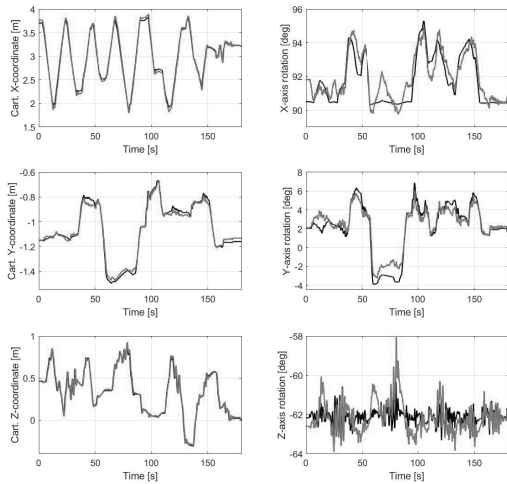 Cart. X-coordinate [m]
4
3.5
3
2.5
2
1.5
0 50 100 150
Time [s]
X-axis rotation [deg]
96
94
92
90
0 50 100 150
Time [s]
Cart. Y-coordinate [m]
-0.6
-0.8
-1
-1.2
-1.4
0 50 100 150
Time [s]
Y-axis rotation [deg]
8
6
4
2
0
-2
-4
0 50 100 150
Time [s]
Cart. Z-coordinate [m]
1
0.5
0
0 50 100 150
Time [s]
Z-axis rotation [deg]
-58
-60
-62
-64
0 50 100 150
Time [s]